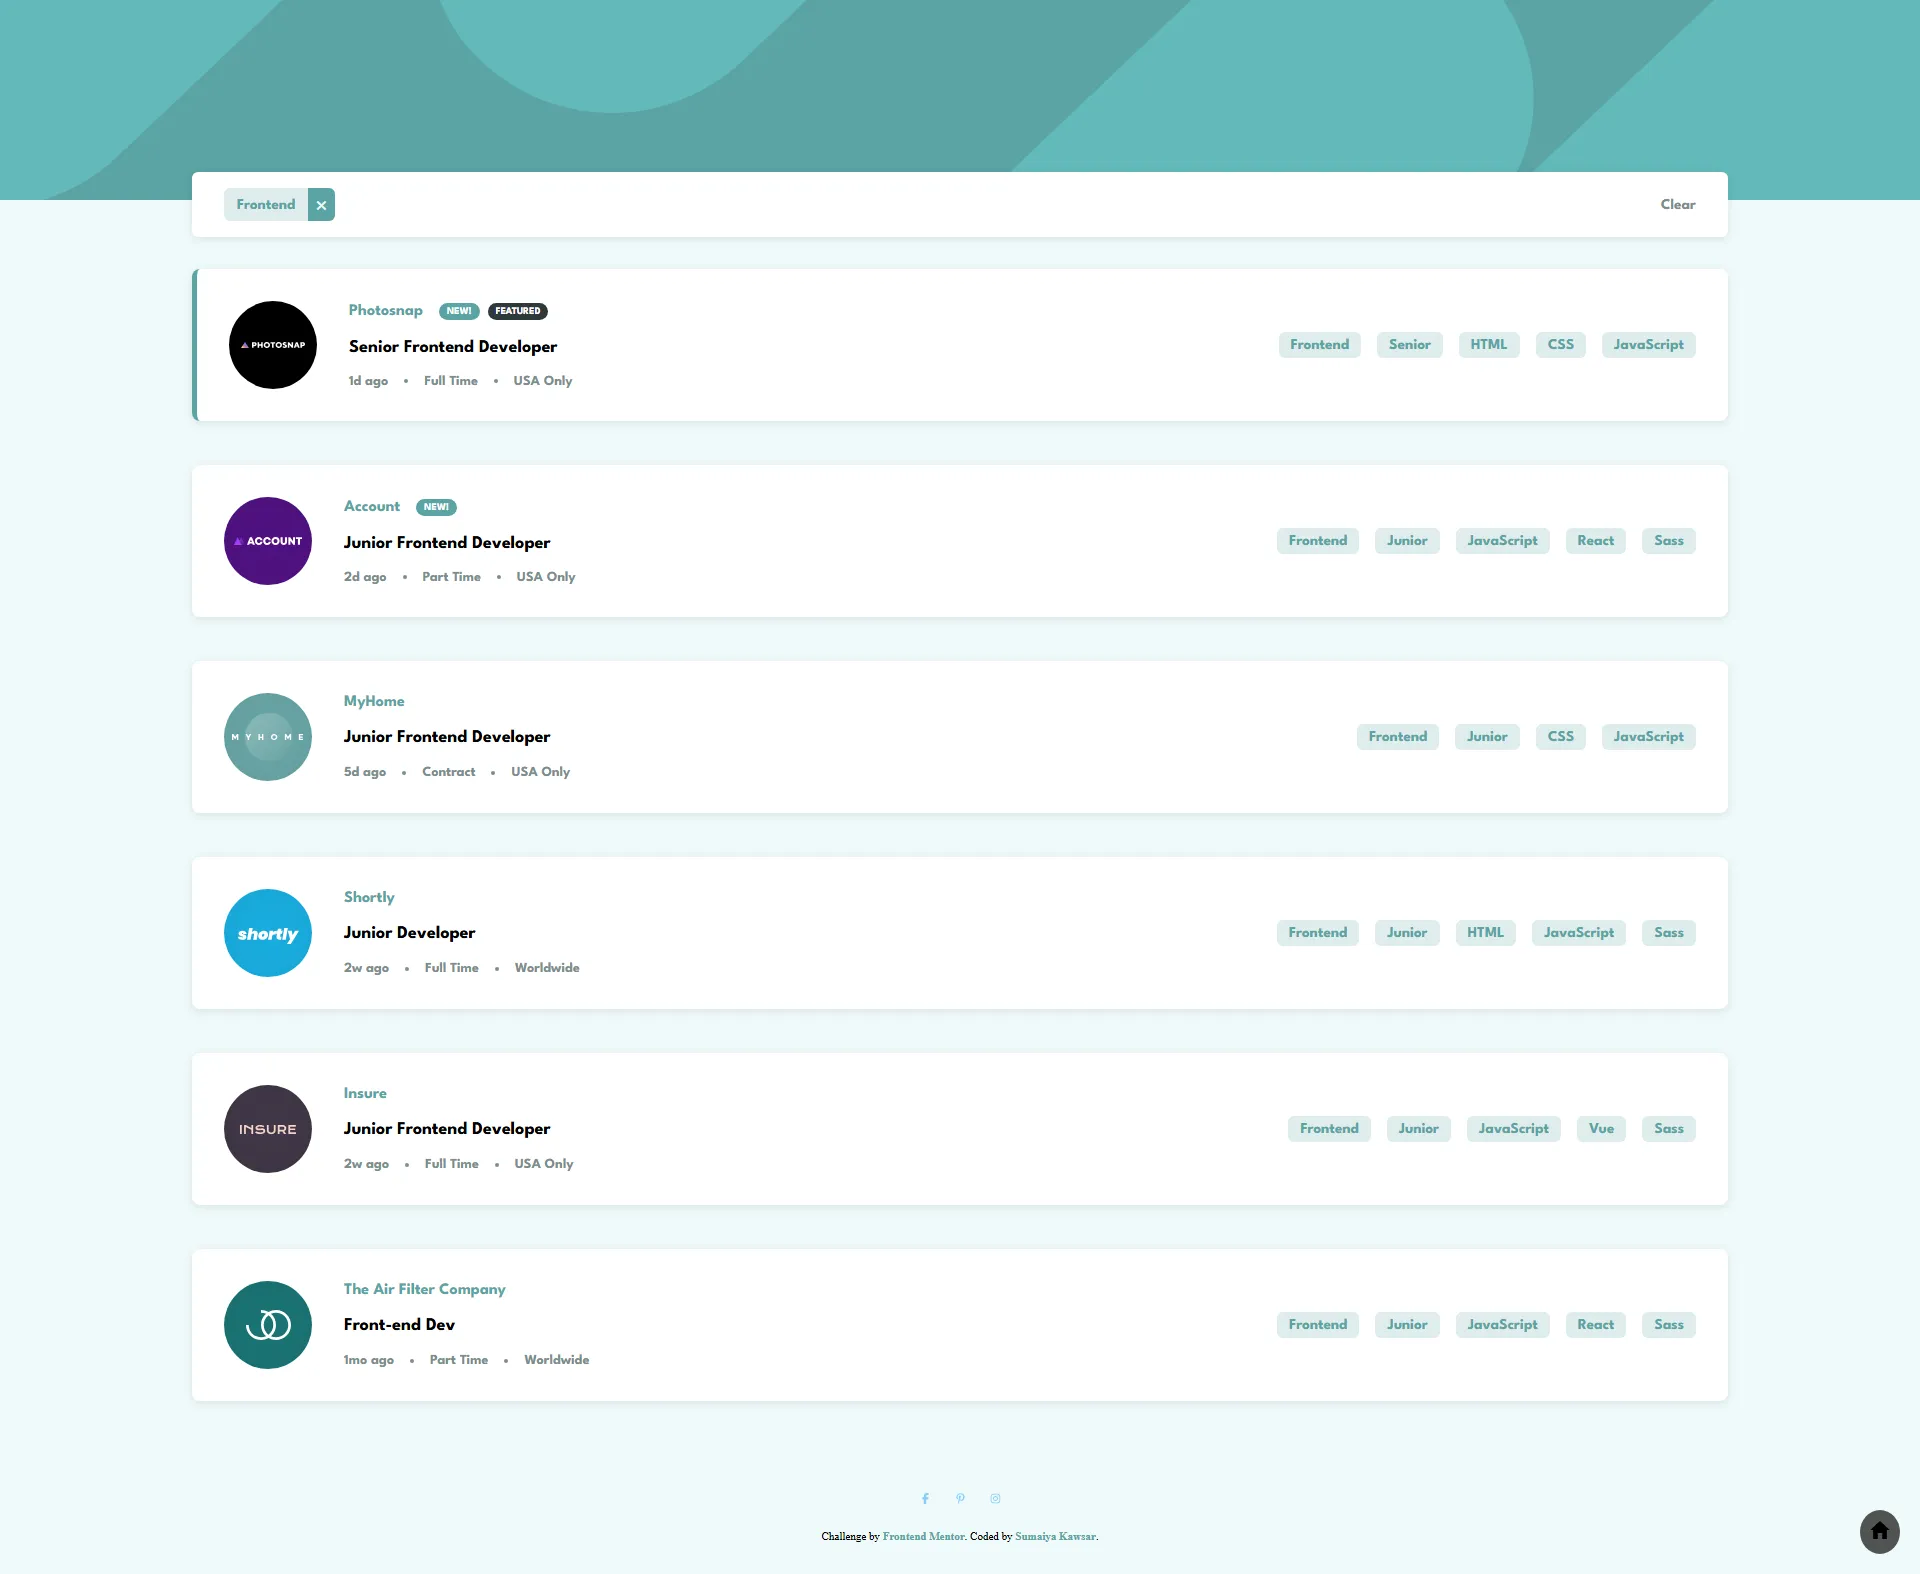 Frontend Clear
PHOTOSNAP
Photosnap NEW! FEATURED
Senior Frontend Developer
1d ago • Full Time • USA Only
Frontend Senior HTML CSS JavaScript
ACCOUNT
Account NEW!
Junior Frontend Developer
2d ago • Part Time • USA Only
Frontend Junior JavaScript React Sass
MYHOME
MyHome
Junior Frontend Developer
5d ago • Contract • USA Only
Frontend Junior CSS JavaScript
shortly
Shortly
Junior Developer
2w ago • Full Time • Worldwide
Frontend Junior HTML JavaScript Sass
INSURE
Insure
Junior Frontend Developer
2w ago • Full Time • USA Only
Frontend Junior JavaScript Vue Sass
The Air Filter Company
Front-end Dev
1mo ago • Part Time • Worldwide
Frontend Junior JavaScript React Sass
Challenge by Frontend Mentor. Coded by Sumaiya Kawsar.